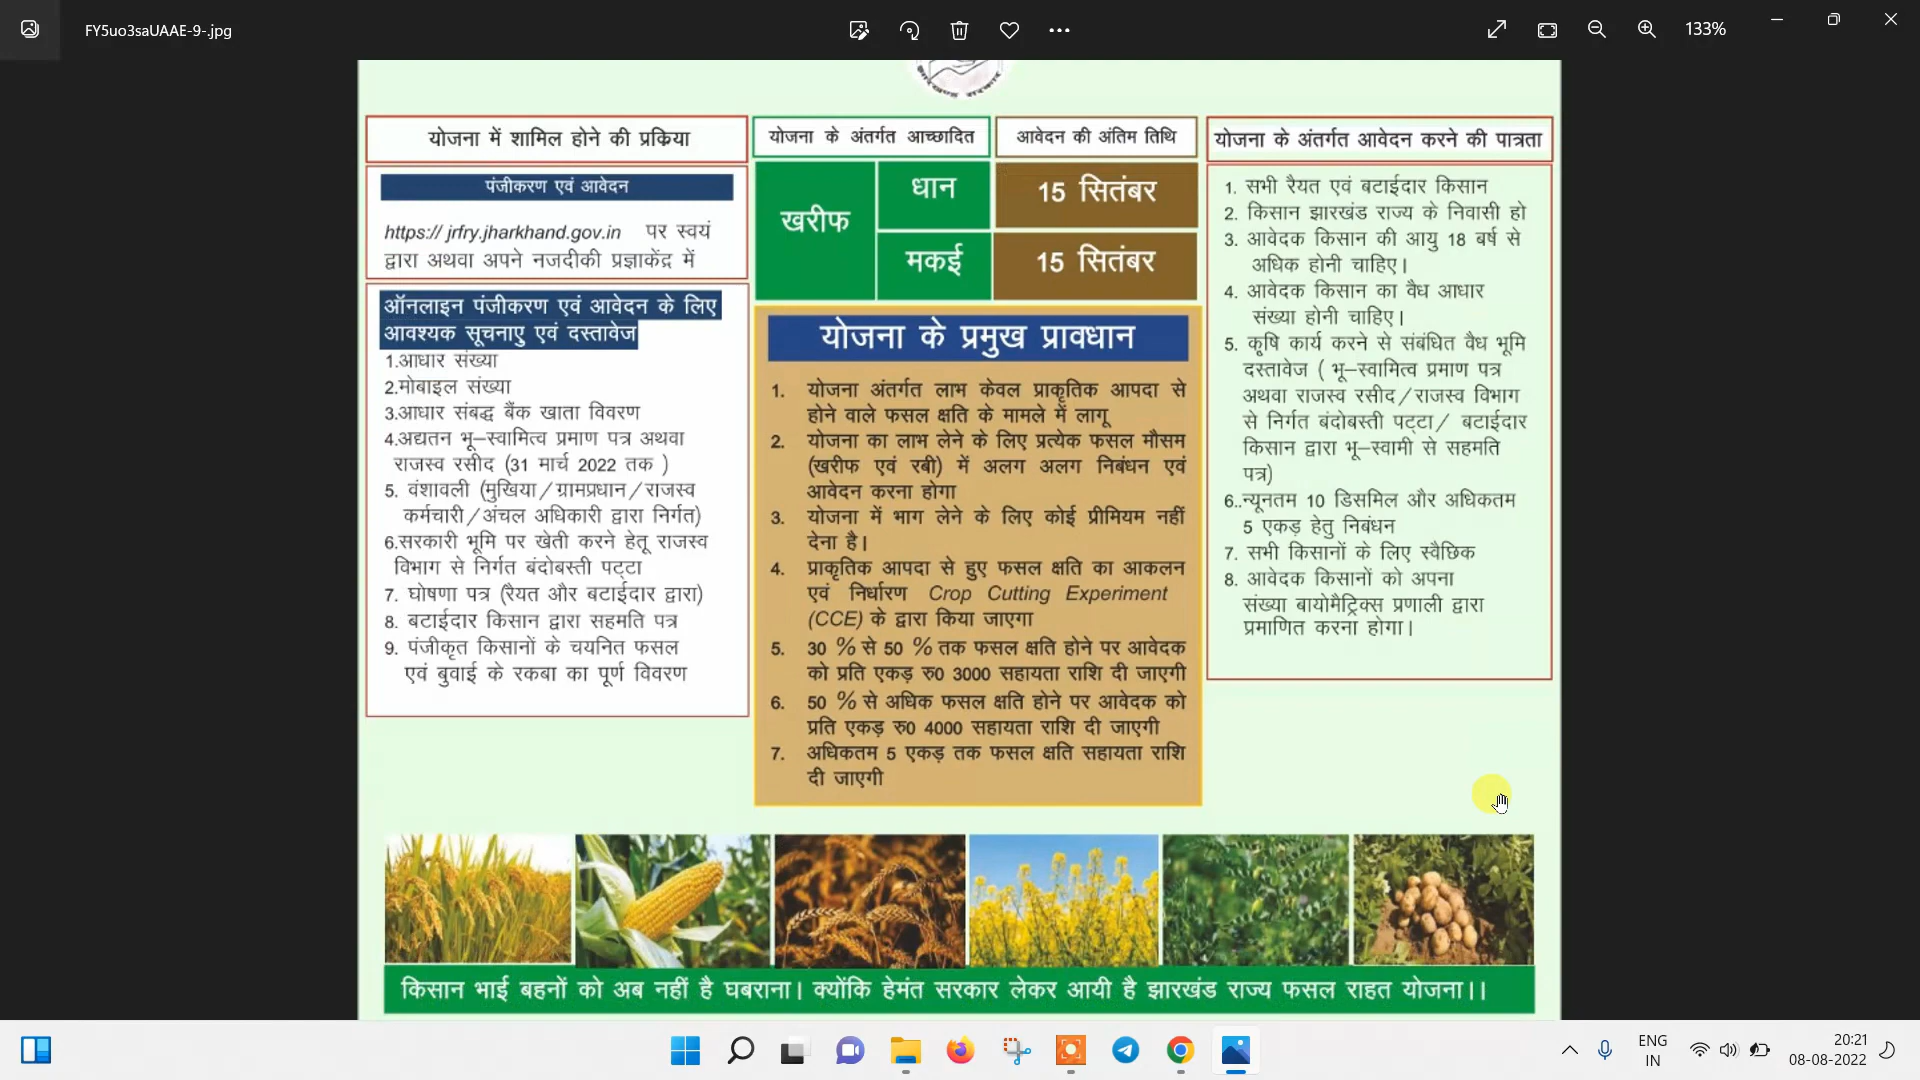 FY5uo3saUAAE-9-.jpg
133%
झारखण्ड सरकार
योजना में शामिल होने की प्रक्रिया
पंजीकरण एवं आवेदन
https:// jrfry.jharkhand.gov.in पर स्वयं
द्वारा अथवा अपने नजदीकी प्रज्ञाकेंद्र में
ऑनलाइन पंजीकरण एवं आवेदन के लिए
आवश्यक सूचनाए एवं दस्तावेज
1.आधार संख्या
2.मोबाइल संख्या
3.आधार संबद्ध बैंक खाता विवरण
4.अद्यतन भू–स्वामित्व प्रमाण पत्र अथवा
राजस्व रसीद (31 मार्च 2022 तक )
5. वंशावली (मुखिया/ग्रामप्रधान/राजस्व
कर्मचारी/अंचल अधिकारी द्वारा निर्गत)
6.सरकारी भूमि पर खेती करने हेतू राजस्व
विभाग से निर्गत बंदोबस्ती पट्टा
7. घोषणा पत्र (रैयत और बटाईदार द्वारा)
8. बटाईदार किसान द्वारा सहमति पत्र
9. पंजीकृत किसानों के चयनित फसल
एवं बुवाई के रकबा का पूर्ण विवरण
योजना के अंतर्गत आच्छादित
आवेदन की अंतिम तिथि
खरीफ
धान
15 सितंबर
मकई
15 सितंबर
योजना के प्रमुख प्रावधान
1. योजना अंतर्गत लाभ केवल प्राकृतिक आपदा से
होने वाले फसल क्षति के मामले में लागू
2. योजना का लाभ लेने के लिए प्रत्येक फसल मौसम
(खरीफ एवं रबी) में अलग अलग निबंधन एवं
आवेदन करना होगा
3. योजना में भाग लेने के लिए कोई प्रीमियम नहीं
देना है।
4. प्राकृतिक आपदा से हुए फसल क्षति का आकलन
एवं निर्धारण Crop Cutting Experiment
(CCE) के द्वारा किया जाएगा
5. 30 % से 50 % तक फसल क्षति होने पर आवेदक
को प्रति एकड़ रु0 3000 सहायता राशि दी जाएगी
6. 50 % से अधिक फसल क्षति होने पर आवेदक को
प्रति एकड़ रु0 4000 सहायता राशि दी जाएगी
7. अधिकतम 5 एकड़ तक फसल क्षति सहायता राशि
दी जाएगी
योजना के अंतर्गत आवेदन करने की पात्रता
1. सभी रैयत एवं बटाईदार किसान
2. किसान झारखंड राज्य के निवासी हो
3. आवेदक किसान की आयु 18 बर्ष से
अधिक होनी चाहिए।
4. आवेदक किसान का वैध आधार
संख्या होनी चाहिए।
5. कृषि कार्य करने से संबंधित वैध भूमि
दस्तावेज ( भू–स्वामित्व प्रमाण पत्र
अथवा राजस्व रसीद/राजस्व विभाग
से निर्गत बंदोबस्ती पट्टा/ बटाईदार
किसान द्वारा भू–स्वामी से सहमति
पत्र)
6..न्यूनतम 10 डिसमिल और अधिकतम
5 एकड़ हेतु निबंधन
7. सभी किसानों के लिए स्वैछिक
8. आवेदक किसानों को अपना
संख्या बायोमैट्रिक्स प्रणाली द्वारा
प्रमाणित करना होगा।
किसान भाई बहनों को अब नहीं है घबराना। क्योंकि हेमंत सरकार लेकर आयी है झारखंड राज्य फसल राहत योजना।।
ENG
IN
20:21
08-08-2022